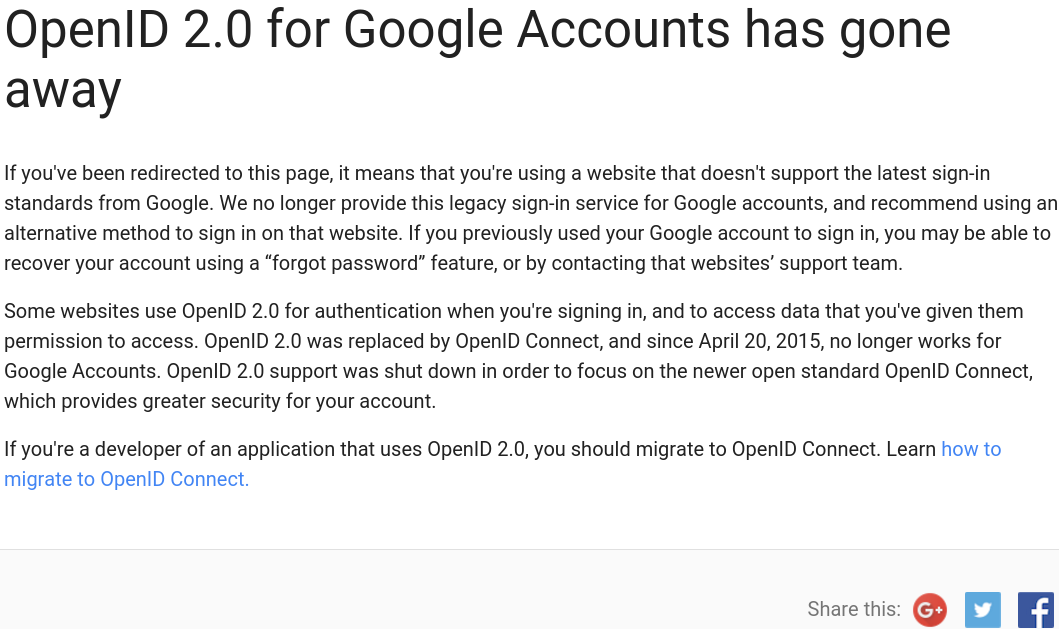 OpenID 2.0 for Google Accounts has gone
away
If you've been redirected to this page, it means that you're using a website that doesn't support the latest sign-in
standards from Google. We no longer provide this legacy sign-in service for Google accounts, and recommend using an
alternative method to sign in on that website. If you previously used your Google account to sign in, you may be able to
recover your account using a “forgot password” feature, or by contacting that websites’ support team.
Some websites use OpenID 2.0 for authentication when you're signing in, and to access data that you've given them
permission to access. OpenID 2.0 was replaced by OpenID Connect, and since April 20, 2015, no longer works for
Google Accounts. OpenID 2.0 support was shut down in order to focus on the newer open standard OpenID Connect,
which provides greater security for your account.
If you're a developer of an application that uses OpenID 2.0, you should migrate to OpenID Connect. Learn how to
migrate to OpenID Connect.
Share this: G+ f